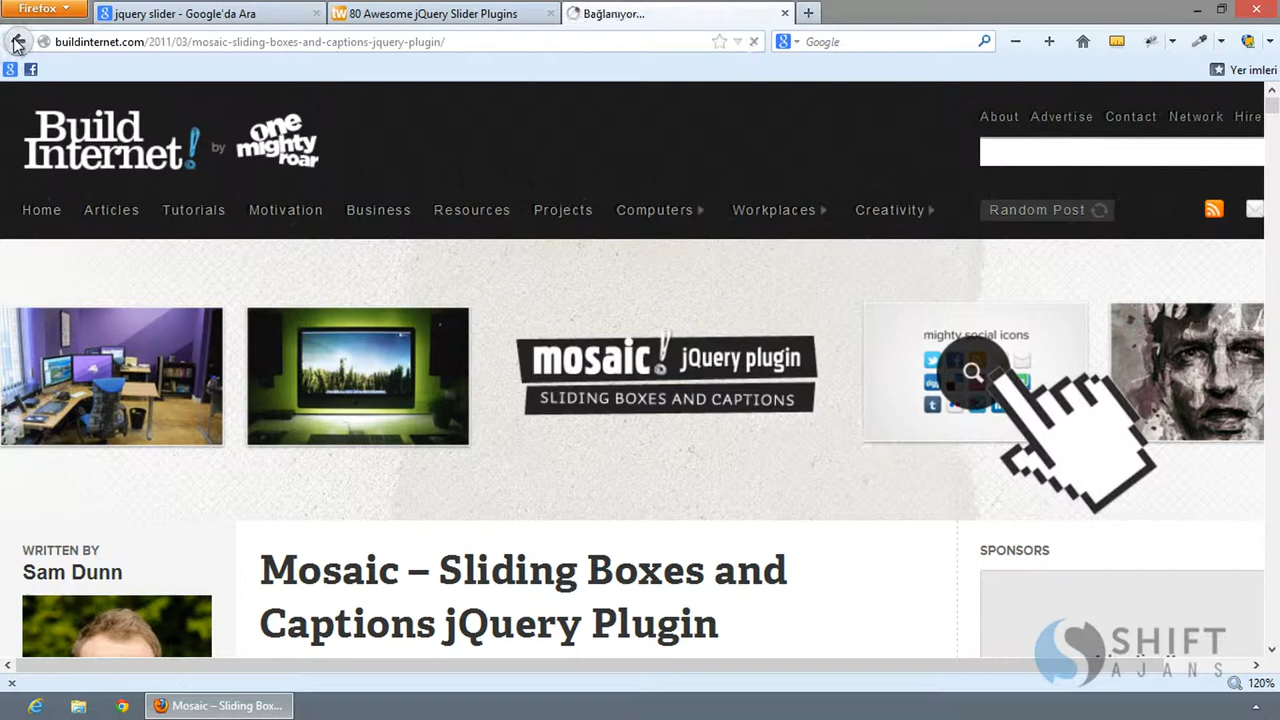 Firefox
jquery slider - Google'da Ara
80 Awesome jQuery Slider Plugins
Bağlanıyor...
buildinternet.com/2011/03/mosaic-sliding-boxes-and-captions-jquery-plugin/
Google
Yer imleri
Build Internet! by one mighty roar
About Advertise Contact Network Hire
Home Articles Tutorials Motivation Business Resources Projects Computers Workplaces Creativity Random Post
mosaic! jQuery plugin
SLIDING BOXES AND CAPTIONS
mighty social icons
WRITTEN BY
Sam Dunn
Mosaic – Sliding Boxes and
Captions jQuery Plugin
SPONSORS
SHIFT
AJANS
120%
Mosaic – Sliding Box...